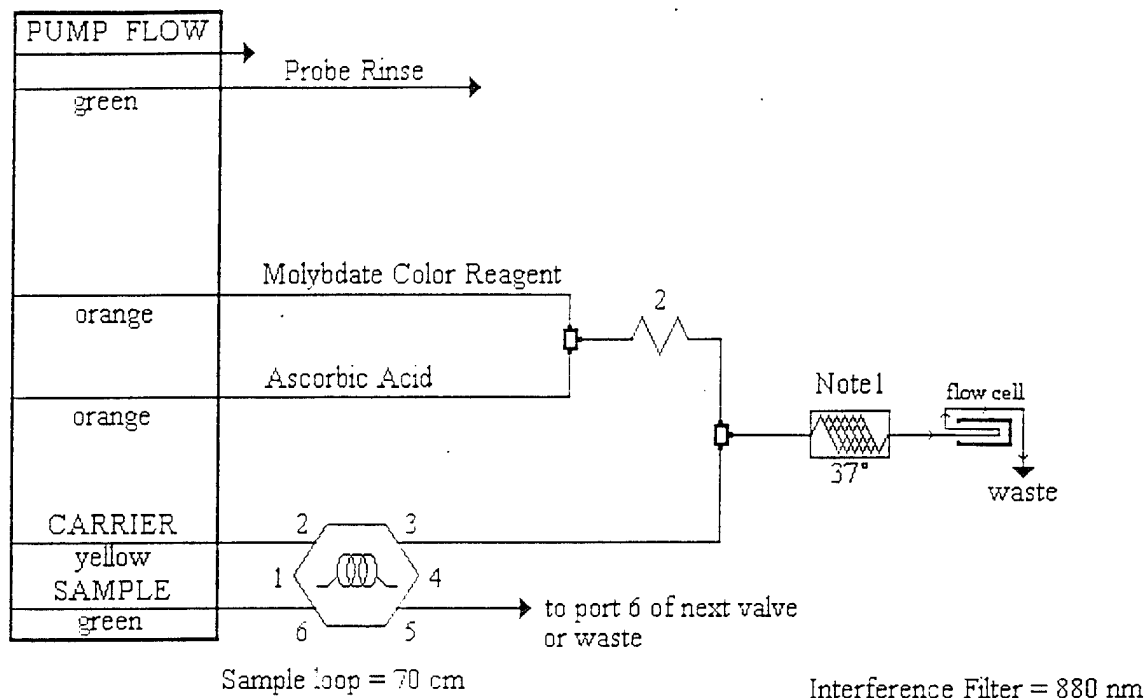 PUMP FLOW
Probe Rinse
green
Molybdate Color Reagent
orange
2
Ascorbic Acid
orange
Note1
flow cell
37°
waste
CARRIER
yellow
2 3
1 4
SAMPLE
green
6 5
to port 6 of next valve
or waste
Sample loop = 70 cm
Interference Filter = 880 nm